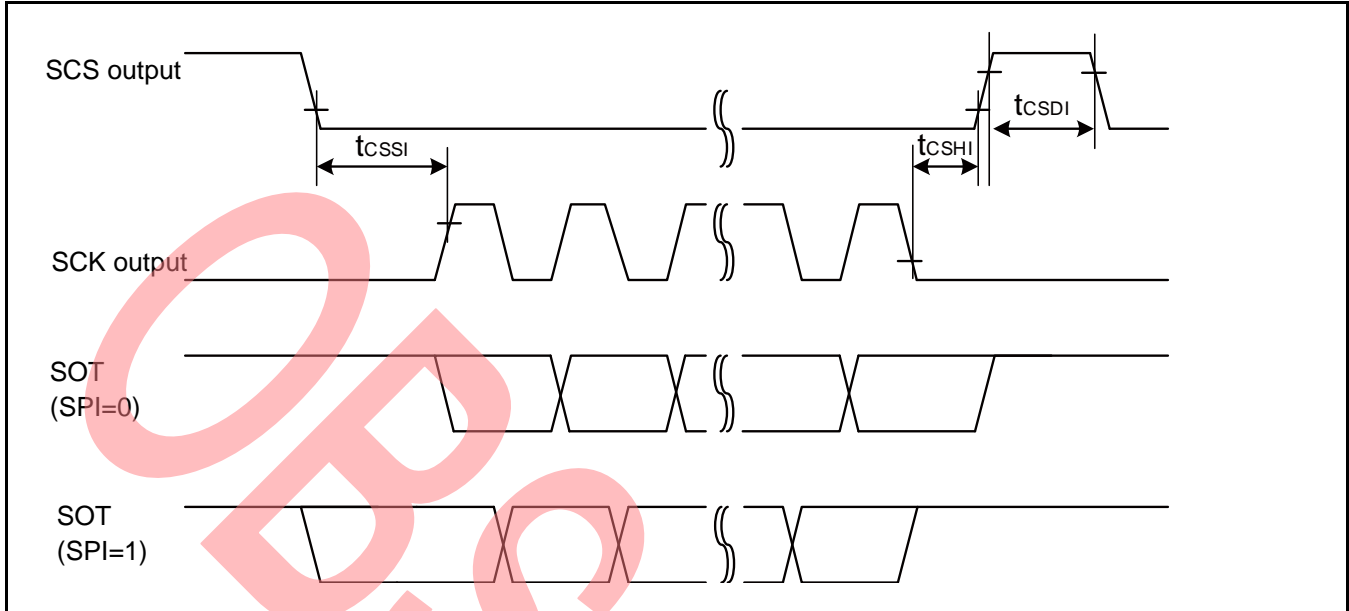 SCS output
tCSDI
tCSSI
tCSHI
SCK output
SOT
(SPI=0)
SOT
(SPI=1)